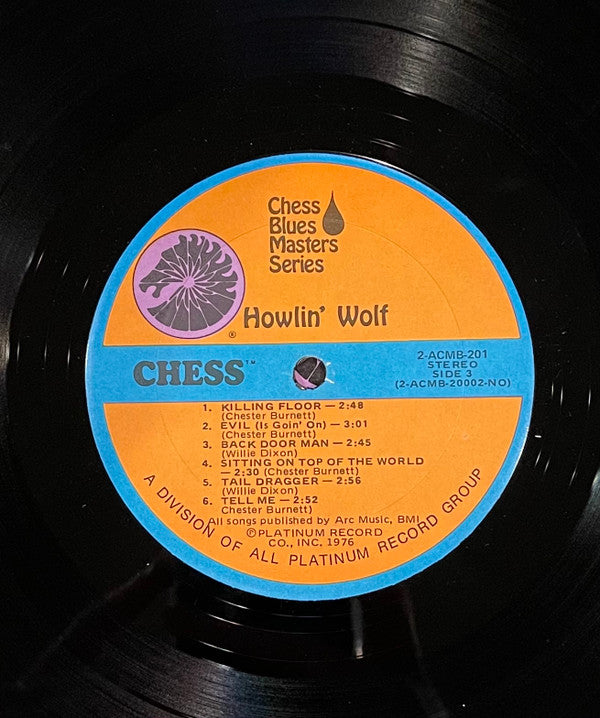 Chess
Blues
Masters
Series
® Howlin' Wolf
CHESS™
2-ACMB-201
STEREO
SIDE 3
(2-ACMB-20002-NO)
1. KILLING FLOOR — 2:48
(Chester Burnett)
2. EVIL (Is Goin' On) — 3:01
(Chester Burnett)
3. BACK DOOR MAN — 2:45
(Willie Dixon)
4. SITTING ON TOP OF THE WORLD
— 2:30 (Chester Burnett)
5. TAIL DRAGGER — 2:56
(Willie Dixon)
6. TELL ME — 2:52
Chester Burnett)
All songs published by Arc Music, BMI
Ⓟ PLATINUM RECORD
CO., INC. 1976
A DIVISION OF ALL PLATINUM RECORD GROUP